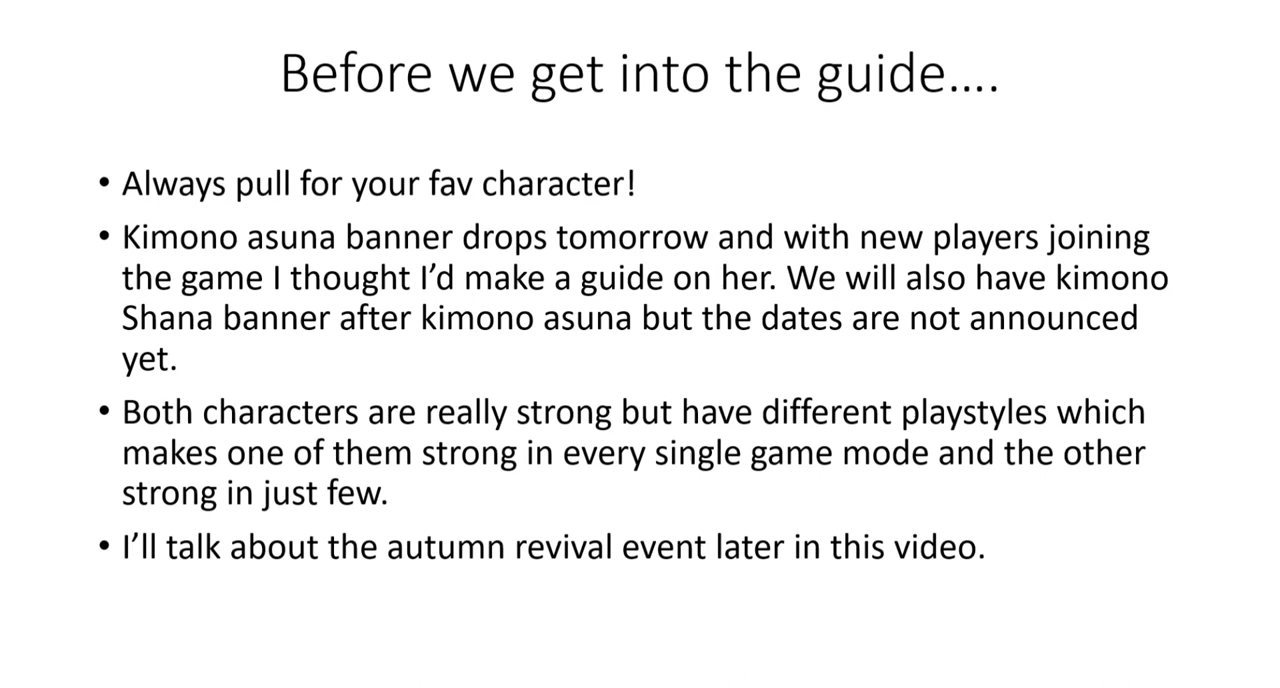 Before we get into the guide....
• Always pull for your fav character!
• Kimono asuna banner drops tomorrow and with new players joining
the game I thought I’d make a guide on her. We will also have kimono
Shana banner after kimono asuna but the dates are not announced
yet.
• Both characters are really strong but have different playstyles which
makes one of them strong in every single game mode and the other
strong in just few.
• I’ll talk about the autumn revival event later in this video.